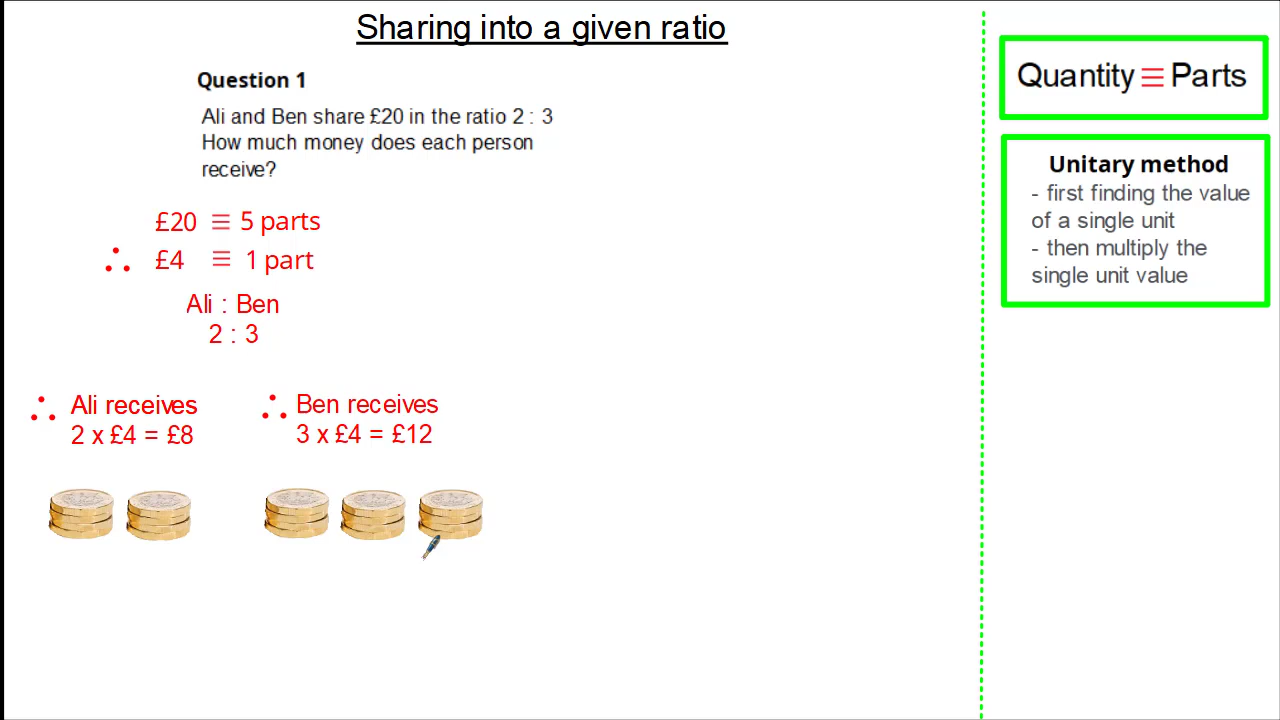 Sharing into a given ratio
Question 1
Ali and Ben share £20 in the ratio 2 : 3
How much money does each person
receive?
£20 ≡ 5 parts
∴ £4 ≡ 1 part
Ali : Ben
2 : 3
∴ Ali receives
2 x £4 = £8
∴ Ben receives
3 x £4 = £12
Quantity ≡ Parts
Unitary method
- first finding the value
of a single unit
- then multiply the
single unit value